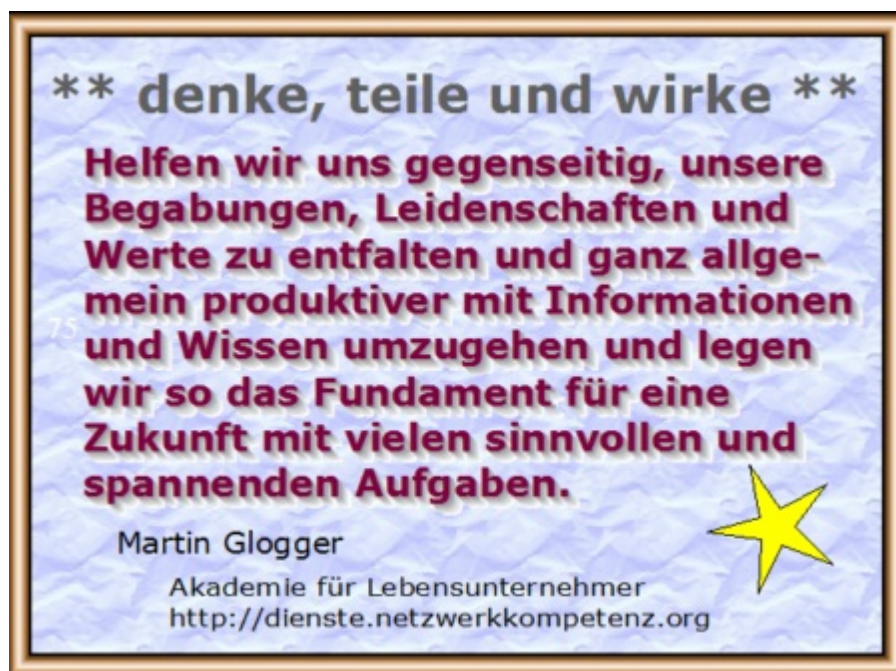 ** denke, teile und wirke **
Helfen wir uns gegenseitig, unsere
Begabungen, Leidenschaften und
Werte zu entfalten und ganz allge-
mein produktiver mit Informationen
75
und Wissen umzugehen und legen
wir so das Fundament für eine
Zukunft mit vielen sinnvollen und
spannenden Aufgaben.
Martin Glogger
Akademie für Lebensunternehmer
http://dienste.netzwerkkompetenz.org